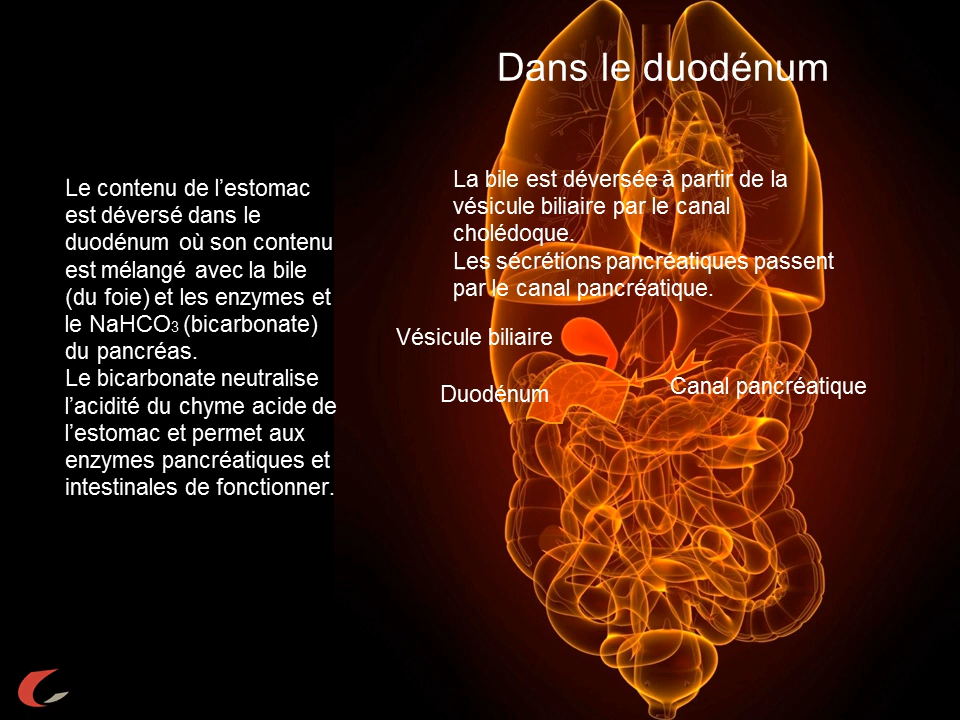 Dans le duodénum
Le contenu de l’estomac
est déversé dans le
duodénum où son contenu
est mélangé avec la bile
(du foie) et les enzymes et
le NaHCO₃ (bicarbonate)
du pancréas.
Le bicarbonate neutralise
l’acidité du chyme acide de
l’estomac et permet aux
enzymes pancréatiques et
intestinales de fonctionner.
La bile est déversée à partir de la
vésicule biliaire par le canal
cholédoque.
Les sécrétions pancréatiques passent
par le canal pancréatique.
Vésicule biliaire
Duodénum
Canal pancréatique